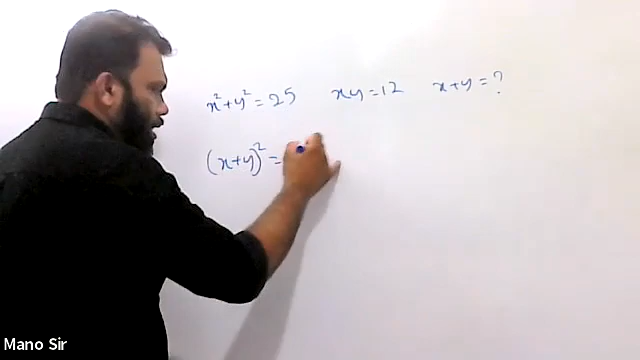 x²+y²=25 xy=12 x+y=?
(x+y)²=
Mano Sir